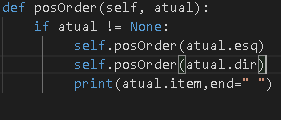 def posOrder(self, atual):
    if atual != None:
        self.posOrder(atual.esq)
        self.posOrder(atual.dir)
        print(atual.item,end=" ")